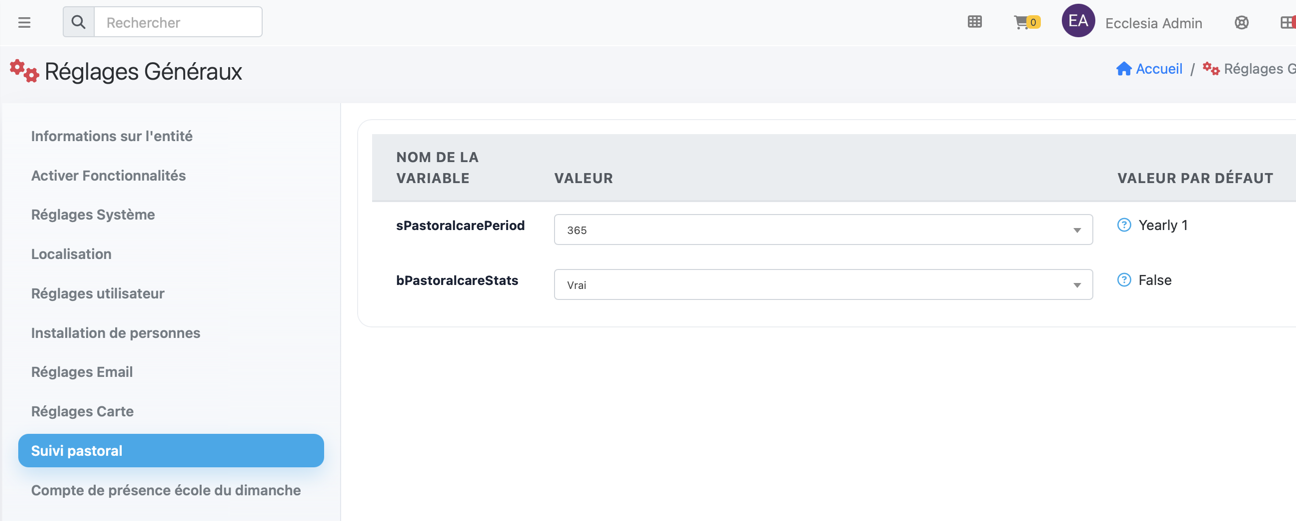 Rechercher
0
EA
Ecclesia Admin
Réglages Généraux
Accueil / Réglages G
Informations sur l'entité
Activer Fonctionnalités
Réglages Système
Localisation
Réglages utilisateur
Installation de personnes
Réglages Email
Réglages Carte
Suivi pastoral
Compte de présence école du dimanche
NOM DE LA
VARIABLE
VALEUR
VALEUR PAR DÉFAUT
sPastoralcarePeriod
365
Yearly 1
bPastoralcareStats
Vrai
False